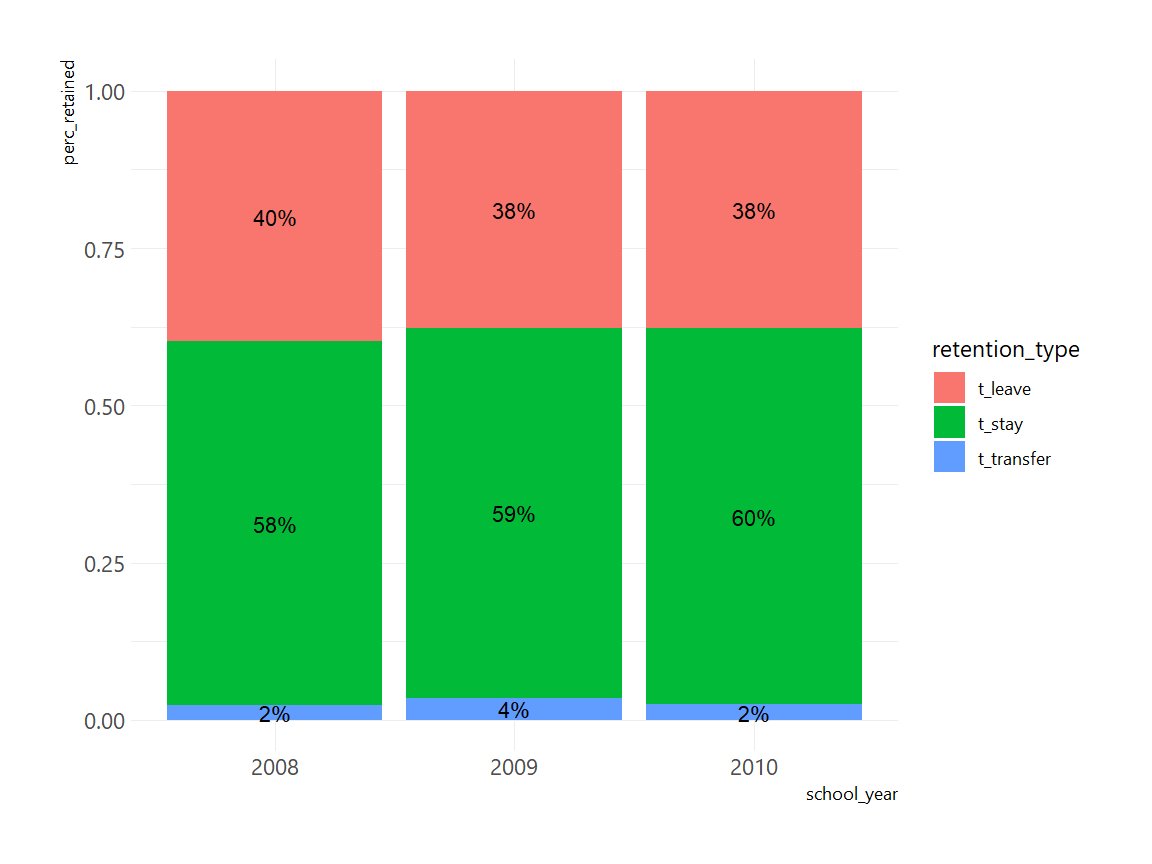 perc_retained
1.00
0.75
0.50
0.25
0.00
40%
38%
38%
58%
59%
60%
2%
4%
2%
2008
2009
2010
school_year
retention_type
t_leave
t_stay
t_transfer